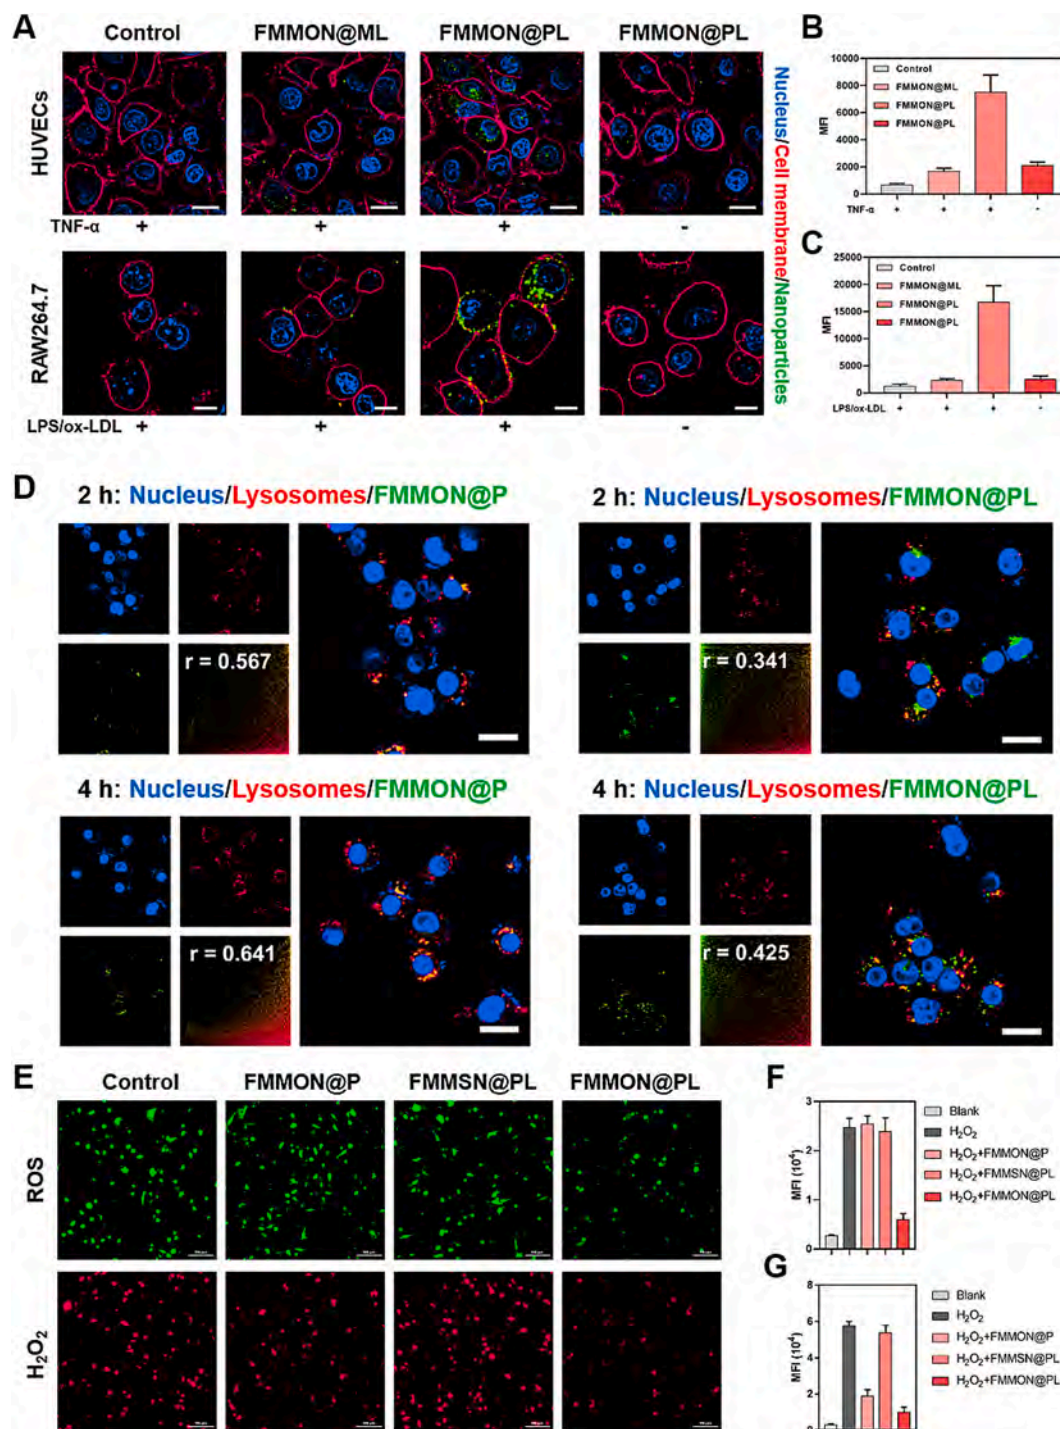 A
Control
FMMON@ML
FMMON@PL
FMMON@PL
HUVECs
TNF-α
+
+
+
-
RAW264.7
LPS/ox-LDL
+
+
+
-
Nucleus/Cell membrane/Nanoparticles
B
10000
8000
6000
4000
2000
0
MFI
Control
FMMON@ML
FMMON@PL
FMMON@PL
TNF-α
+
+
+
-
C
25000
20000
15000
10000
5000
0
MFI
Control
FMMON@ML
FMMON@PL
FMMON@PL
LPS/ox-LDL
+
+
+
-
D
2 h: Nucleus/Lysosomes/FMMON@P
r = 0.567
2 h: Nucleus/Lysosomes/FMMON@PL
r = 0.341
4 h: Nucleus/Lysosomes/FMMON@P
r = 0.641
4 h: Nucleus/Lysosomes/FMMON@PL
r = 0.425
E
Control
FMMON@P
FMMSN@PL
FMMON@PL
ROS
H₂O₂
F
3
2
1
0
MFI (10⁴)
Blank
H₂O₂
H₂O₂+FMMON@P
H₂O₂+FMMSN@PL
H₂O₂+FMMON@PL
G
6
4
2
0
MFI (10⁴)
Blank
H₂O₂
H₂O₂+FMMON@P
H₂O₂+FMMSN@PL
H₂O₂+FMMON@PL